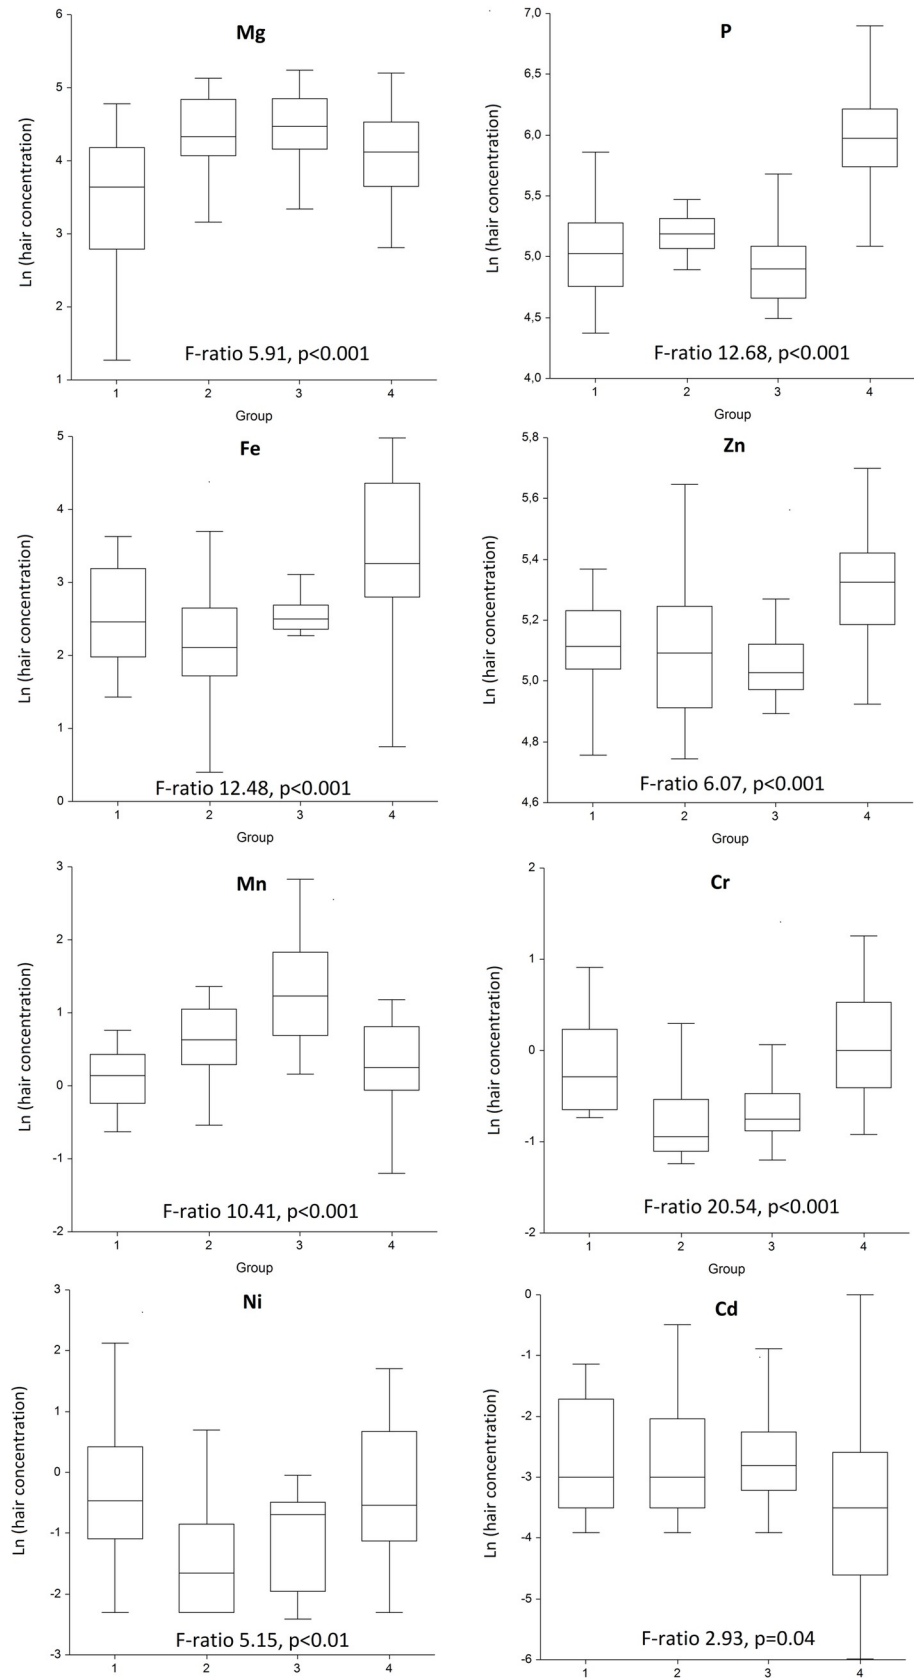 Mg
Ln (hair concentration)
6
5
4
3
2
1
F-ratio 5.91, p<0.001
1 2 3 4
Group
P
Ln (hair concentration)
7,0
6,5
6,0
5,5
5,0
4,5
4,0
F-ratio 12.68, p<0.001
1 2 3 4
Group
Fe
Ln (hair concentration)
5
4
3
2
1
0
F-ratio 12.48, p<0.001
1 2 3 4
Group
Zn
Ln (hair concentration)
5,8
5,6
5,4
5,2
5,0
4,8
4,6
F-ratio 6.07, p<0.001
1 2 3 4
Group
Mn
Ln (hair concentration)
3
2
1
0
-1
-2
F-ratio 10.41, p<0.001
1 2 3 4
Group
Cr
Ln (hair concentration)
2
1
0
-1
-2
F-ratio 20.54, p<0.001
1 2 3 4
Group
Ni
Ln (hair concentration)
3
2
1
0
-1
-2
-3
F-ratio 5.15, p<0.01
1 2 3 4
Cd
Ln (hair concentration)
0
-1
-2
-3
-4
-5
-6
F-ratio 2.93, p=0.04
1 2 3 4